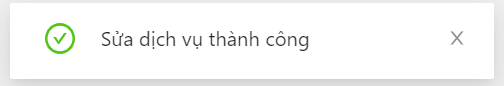 Sửa dịch vụ thành công